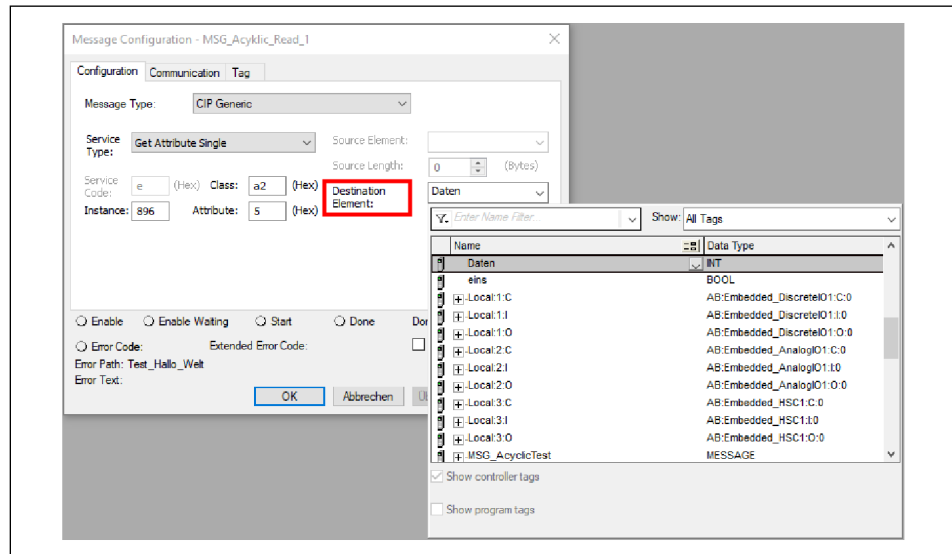 Message Configuration - MSG_Acyklic_Read_1
Configuration Communication Tag
Message Type: CIP Generic
Service Type: Get Attribute Single Source Element:
Source Length: 0 (Bytes)
Service Code: e (Hex) Class: a2 (Hex) Destination Element: Daten
Instance: 896 Attribute: 5 (Hex)
Enter Name Filter... Show: All Tags
Name Data Type
Daten INT
eins BOOL
Local:1:C AB:Embedded_DiscreteIO1:C:0
Local:1:I AB:Embedded_DiscreteIO1:I:0
Local:1:O AB:Embedded_DiscreteIO1:O:0
Local:2:C AB:Embedded_AnalogIO1:C:0
Local:2:I AB:Embedded_AnalogIO1:I:0
Local:2:O AB:Embedded_AnalogIO1:O:0
Local:3:C AB:Embedded_HSC1:C:0
Local:3:I AB:Embedded_HSC1:I:0
Local:3:O AB:Embedded_HSC1:O:0
MSG_AcyclicTest MESSAGE
Show controller tags
Show program tags
Enable Enable Waiting Start Done
Error Code: Extended Error Code:
Error Path: Test_Hallo_Welt
Error Text:
OK Abbrechen